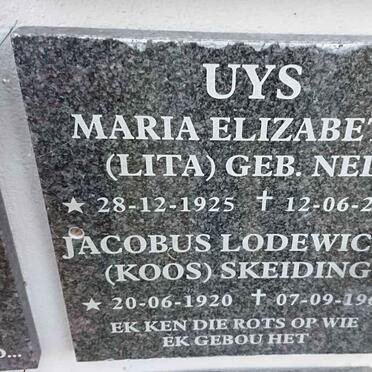 UYS
MARIA ELIZABET
(LITA) GEB. NEL
★ 28-12-1925 ✝ 12-06-2
JACOBUS LODEWIC
(KOOS) SKEIDING
★ 20-06-1920 ✝ 07-09-196
EK KEN DIE ROTS OP WIE
EK GEBOU HET